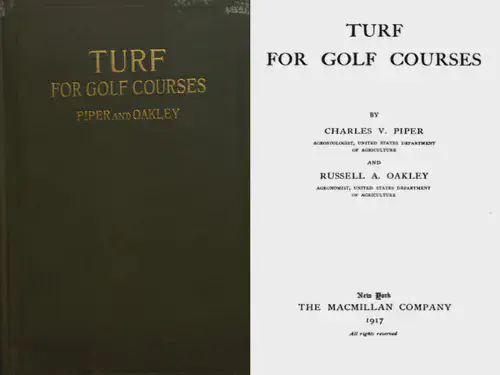 TURF
FOR GOLF COURSES
PIPER AND OAKLEY
TURF
FOR GOLF COURSES
BY
CHARLES V. PIPER
AGROSTOLOGIST, UNITED STATES DEPARTMENT
OF AGRICULTURE
AND
RUSSELL A. OAKLEY
AGRONOMIST, UNITED STATES DEPARTMENT
OF AGRICULTURE
New York
THE MACMILLAN COMPANY
1917
All rights reserved